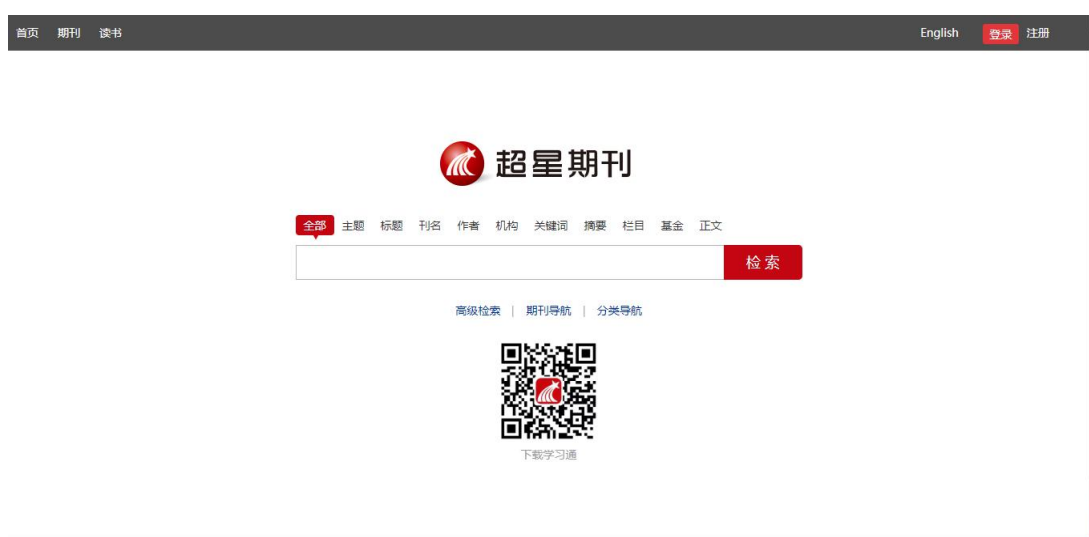 首页 期刊 读书 English 登录 注册
超星期刊
全部 主题 标题 刊名 作者 机构 关键词 摘要 栏目 基金 正文
检索
高级检索 | 期刊导航 | 分类导航
下载学习通